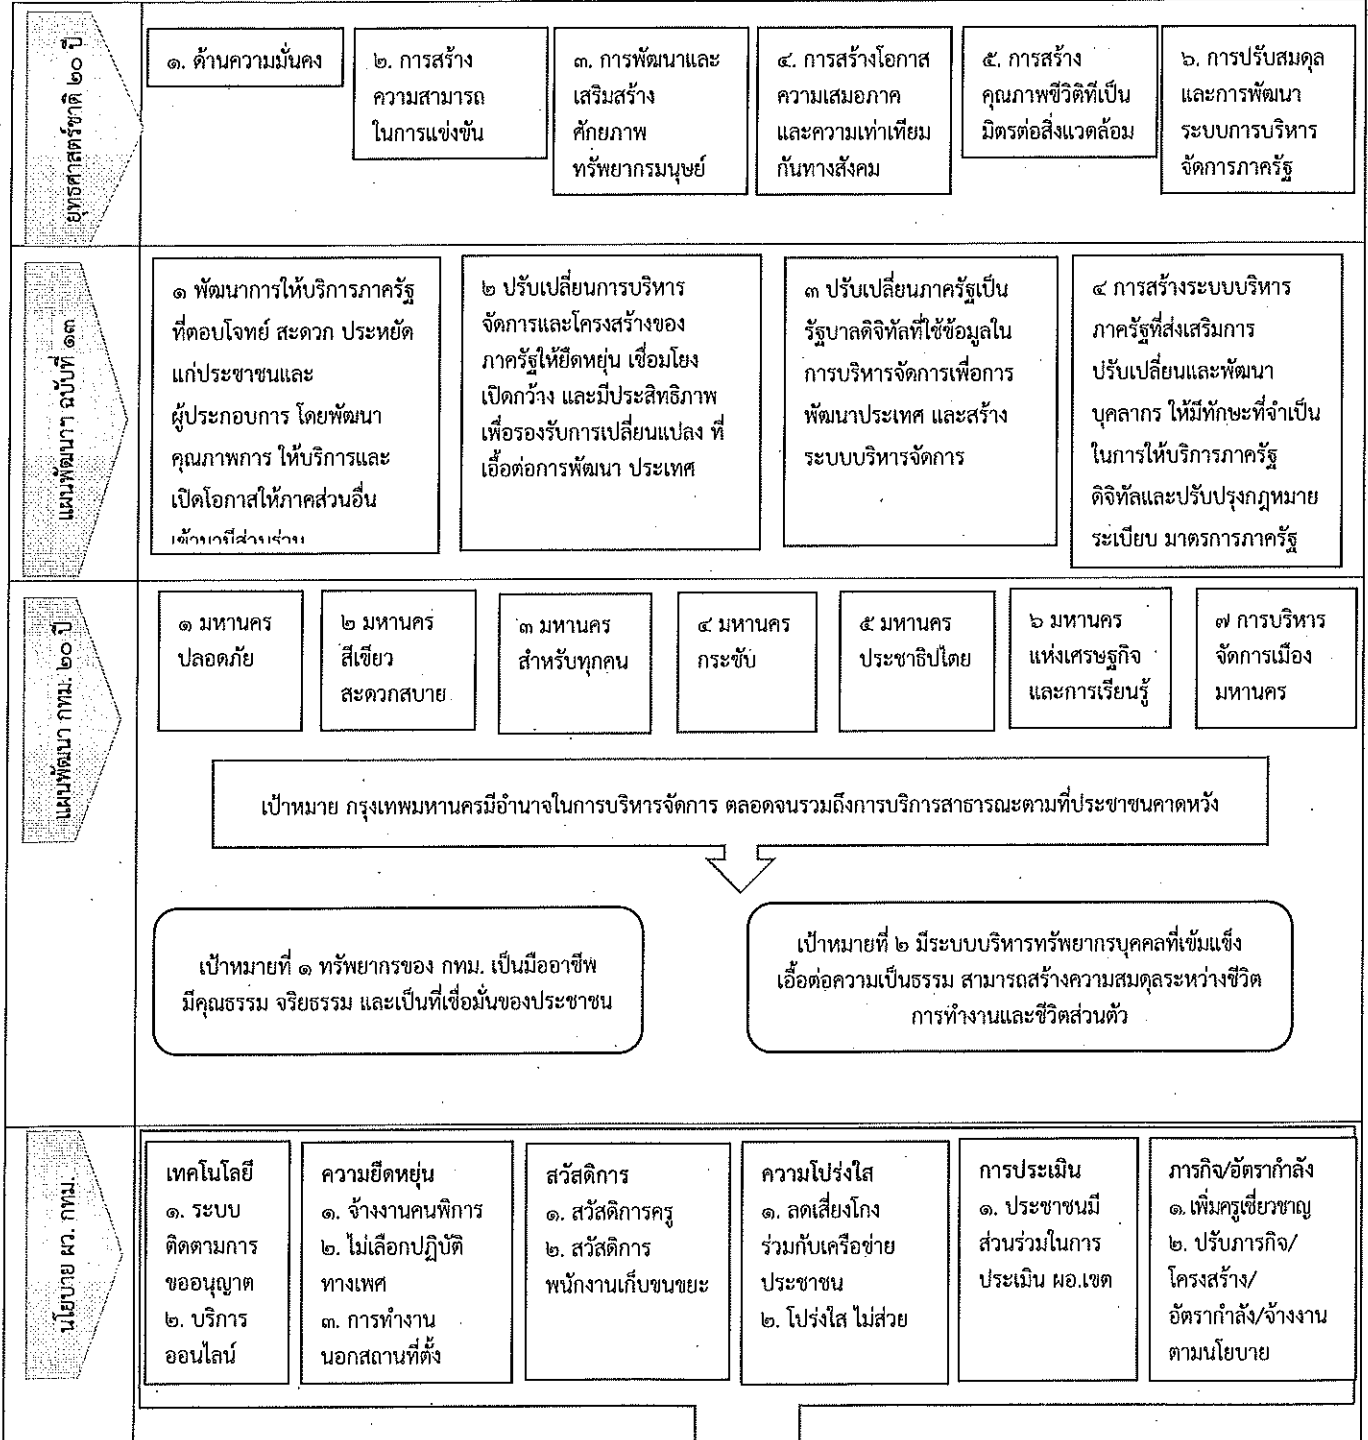 ยุทธศาสตร์ชาติ ๒๐ ปี
๑. ด้านความมั่นคง
๒. การสร้าง
ความสามารถ
ในการแข่งขัน
๓. การพัฒนาและ
เสริมสร้าง
ศักยภาพ
ทรัพยากรมนุษย์
๔. การสร้างโอกาส
ความเสมอภาค
และความเท่าเทียม
กันทางสังคม
๕. การสร้าง
คุณภาพชีวิติที่เป็น
มิตรต่อสิ่งแวดล้อม
๖. การปรับสมดุล
และการพัฒนา
ระบบการบริหาร
จัดการภาครัฐ
แผนพัฒนาฯ ฉบับที่ ๑๓
๑ พัฒนาการให้บริการภาครัฐ
ที่ตอบโจทย์ สะดวก ประหยัด
แก่ประชาชนและ
ผู้ประกอบการ โดยพัฒนา
คุณภาพการ ให้บริการและ
เปิดโอกาสให้ภาคส่วนอื่น
เข้ามามีส่วนร่วม
๒ ปรับเปลี่ยนการบริหาร
จัดการและโครงสร้างของ
ภาครัฐให้ยืดหยุ่น เชื่อมโยง
เปิดกว้าง และมีประสิทธิภาพ
เพื่อรองรับการเปลี่ยนแปลง ที่
เอื้อต่อการพัฒนา ประเทศ
๓ ปรับเปลี่ยนภาครัฐเป็น
รัฐบาลดิจิทัลที่ใช้ข้อมูลใน
การบริหารจัดการเพื่อการ
พัฒนาประเทศ และสร้าง
ระบบบริหารจัดการ
๔ การสร้างระบบบริหาร
ภาครัฐที่ส่งเสริมการ
ปรับเปลี่ยนและพัฒนา
บุคลากร ให้มีทักษะที่จำเป็น
ในการให้บริการภาครัฐ
ดิจิทัลและปรับปรุงกฎหมาย
ระเบียบ มาตรการภาครัฐ
แผนพัฒนา กทม. ๒๐ ปี
๑ มหานคร
ปลอดภัย
๒ มหานคร
สีเขียว
สะดวกสบาย
๓ มหานคร
สำหรับทุกคน
๔ มหานคร
กระชับ
๕ มหานคร
ประชาธิปไตย
๖ มหานคร
แห่งเศรษฐกิจ
และการเรียนรู้
๗ การบริหาร
จัดการเมือง
มหานคร
เป้าหมาย กรุงเทพมหานครมีอำนาจในการบริหารจัดการ ตลอดจนรวมถึงการบริการสาธารณะตามที่ประชาชนคาดหวัง
เป้าหมายที่ ๑ ทรัพยากรของ กทม. เป็นมืออาชีพ
มีคุณธรรม จริยธรรม และเป็นที่เชื่อมั่นของประชาชน
เป้าหมายที่ ๒ มีระบบบริหารทรัพยากรบุคคลที่เข้มแข็ง
เอื้อต่อความเป็นธรรม สามารถสร้างความสมดุลระหว่างชีวิต
การทำงานและชีวิตส่วนตัว
นโยบาย ผว. กทม.
เทคโนโลยี
๑. ระบบ
ติดตามการ
ขออนุญาต
๒. บริการ
ออนไลน์
ความยืดหยุ่น
๑. จ้างงานคนพิการ
๒. ไม่เลือกปฏิบัติ
ทางเพศ
๓. การทำงาน
นอกสถานที่ตั้ง
สวัสดิการ
๑. สวัสดิการครู
๒. สวัสดิการ
พนักงานเก็บขนขยะ
ความโปร่งใส
๑. ลดเสี่ยงโกง
ร่วมกับเครือข่าย
ประชาชน
๒. โปร่งใส ไม่ส่วย
การประเมิน
๑. ประชาชนมี
ส่วนร่วมในการ
ประเมิน ผอ.เขต
ภารกิจ/อัตรากำลัง
๑. เพิ่มครูเชี่ยวชาญ
๒. ปรับภารกิจ/
โครงสร้าง/
อัตรากำลัง/จ้างงาน
ตามนโยบาย